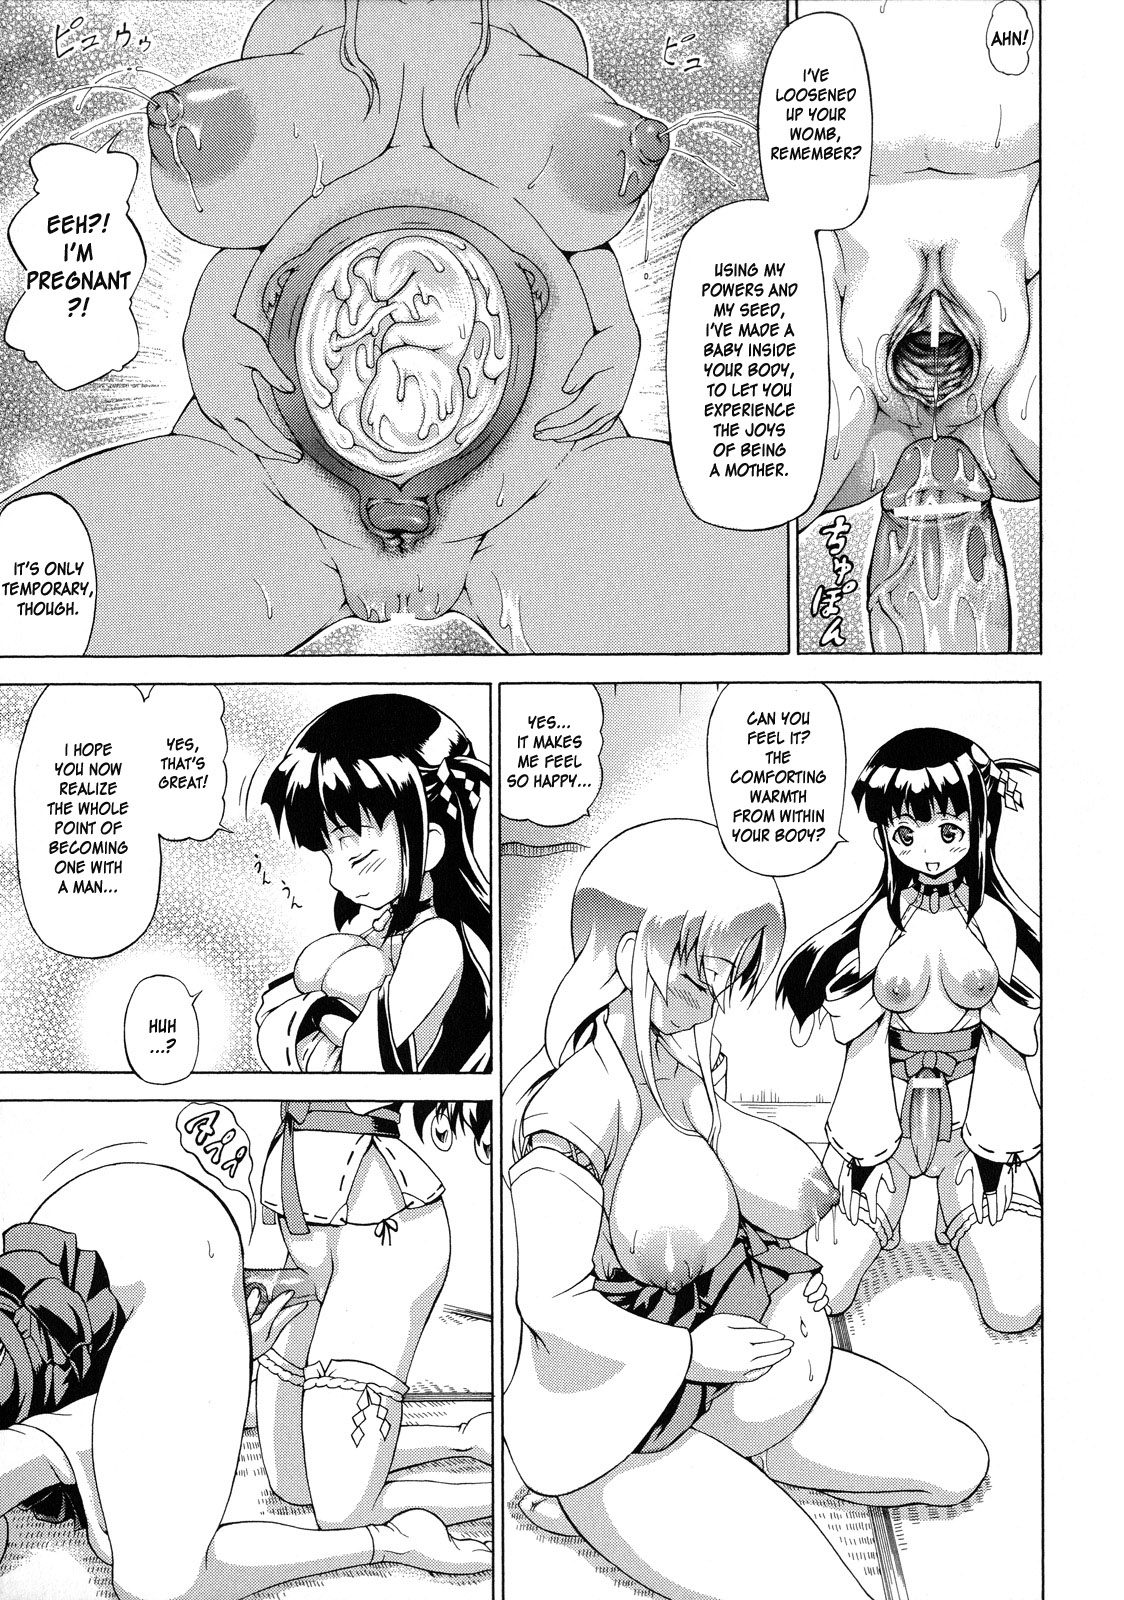 AHN!
I'VE
LOOSENED
UP YOUR
WOMB,
REMEMBER?
USING MY
POWERS AND
MY SEED,
I'VE MADE A
BABY INSIDE
YOUR BODY,
TO LET YOU
EXPERIENCE
THE JOYS
OF BEING
A MOTHER.
ちゅぽん
ピュ
ピュゥゥ
EEH?!
I'M
PREGNANT
?!
IT'S ONLY
TEMPORARY,
THOUGH.
CAN YOU
FEEL IT?
THE
COMFORTING
WARMTH
FROM WITHIN
YOUR BODY?
YES...
IT MAKES
ME FEEL
SO HAPPY...
YES,
THAT'S
GREAT!
うん
うん
I HOPE
YOU NOW
REALIZE
THE WHOLE
POINT OF
BECOMING
ONE WITH
A MAN...
HUH
...?